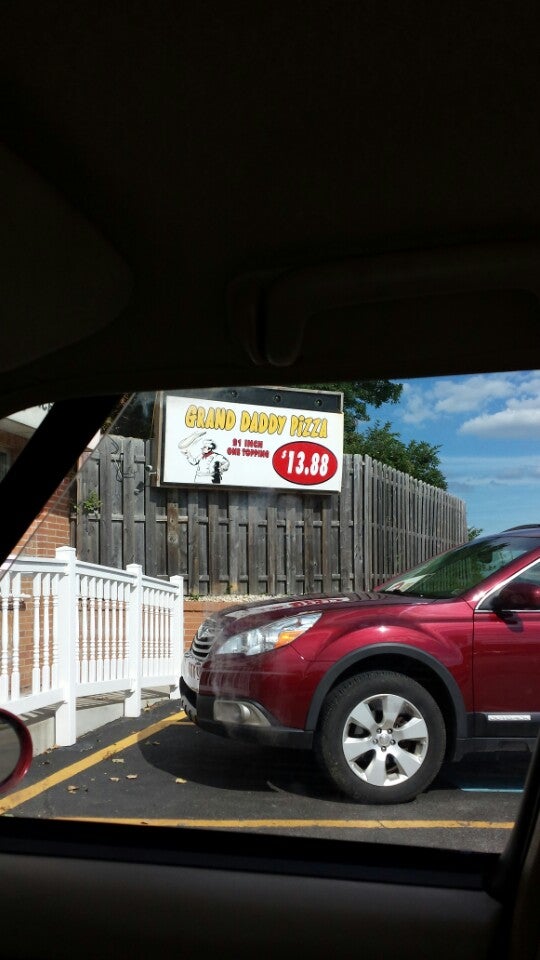 GRAND DADDY PIZZA
21 INCH
ONE TOPPING
$13.88